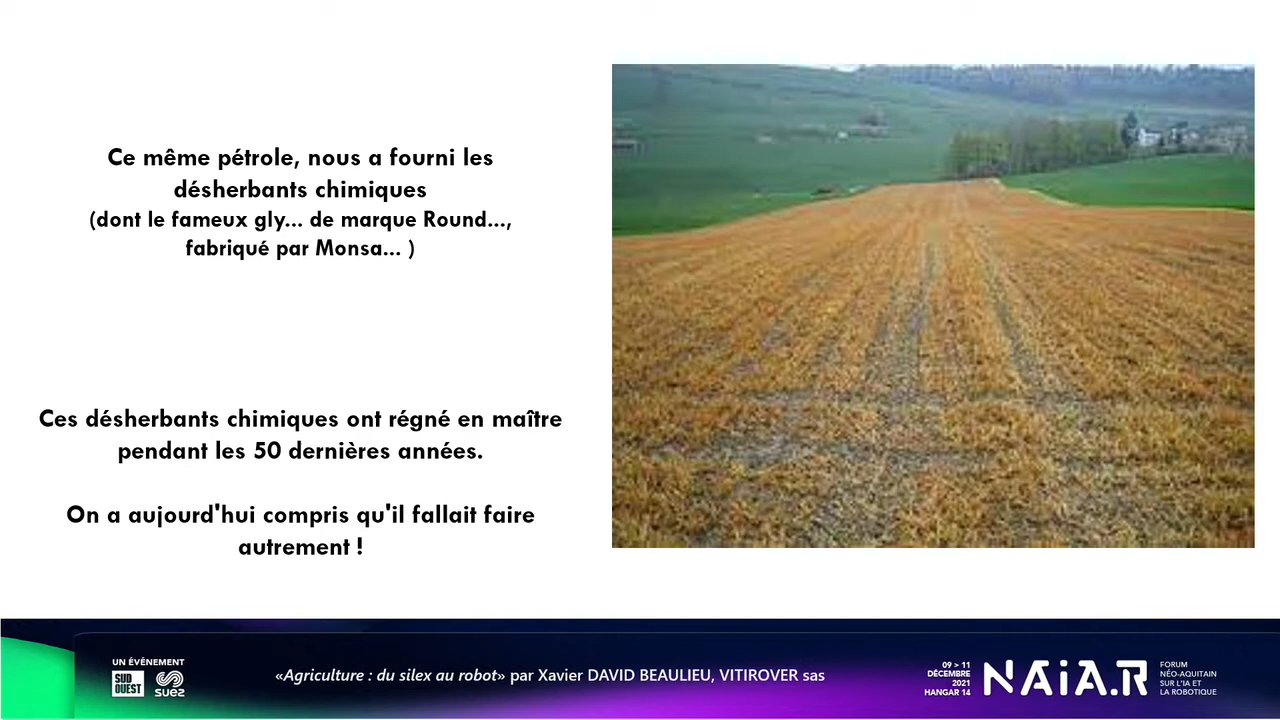 Ce même pétrole, nous a fourni les
désherbants chimiques
(dont le fameux gly... de marque Round...,
fabriqué par Monsa... )
Ces désherbants chimiques ont régné en maître
pendant les 50 dernières années.
On a aujourd'hui compris qu'il fallait faire
autrement !
UN ÉVÉNEMENT
SUD
OUEST
suez
«Agriculture : du silex au robot» par Xavier DAVID BEAULIEU, VITIROVER sas
09 > 11
DÉCEMBRE
2021
HANGAR 14
NAiA.R
FORUM
NÉO-AQUITAIN
SUR L'IA ET
LA ROBOTIQUE